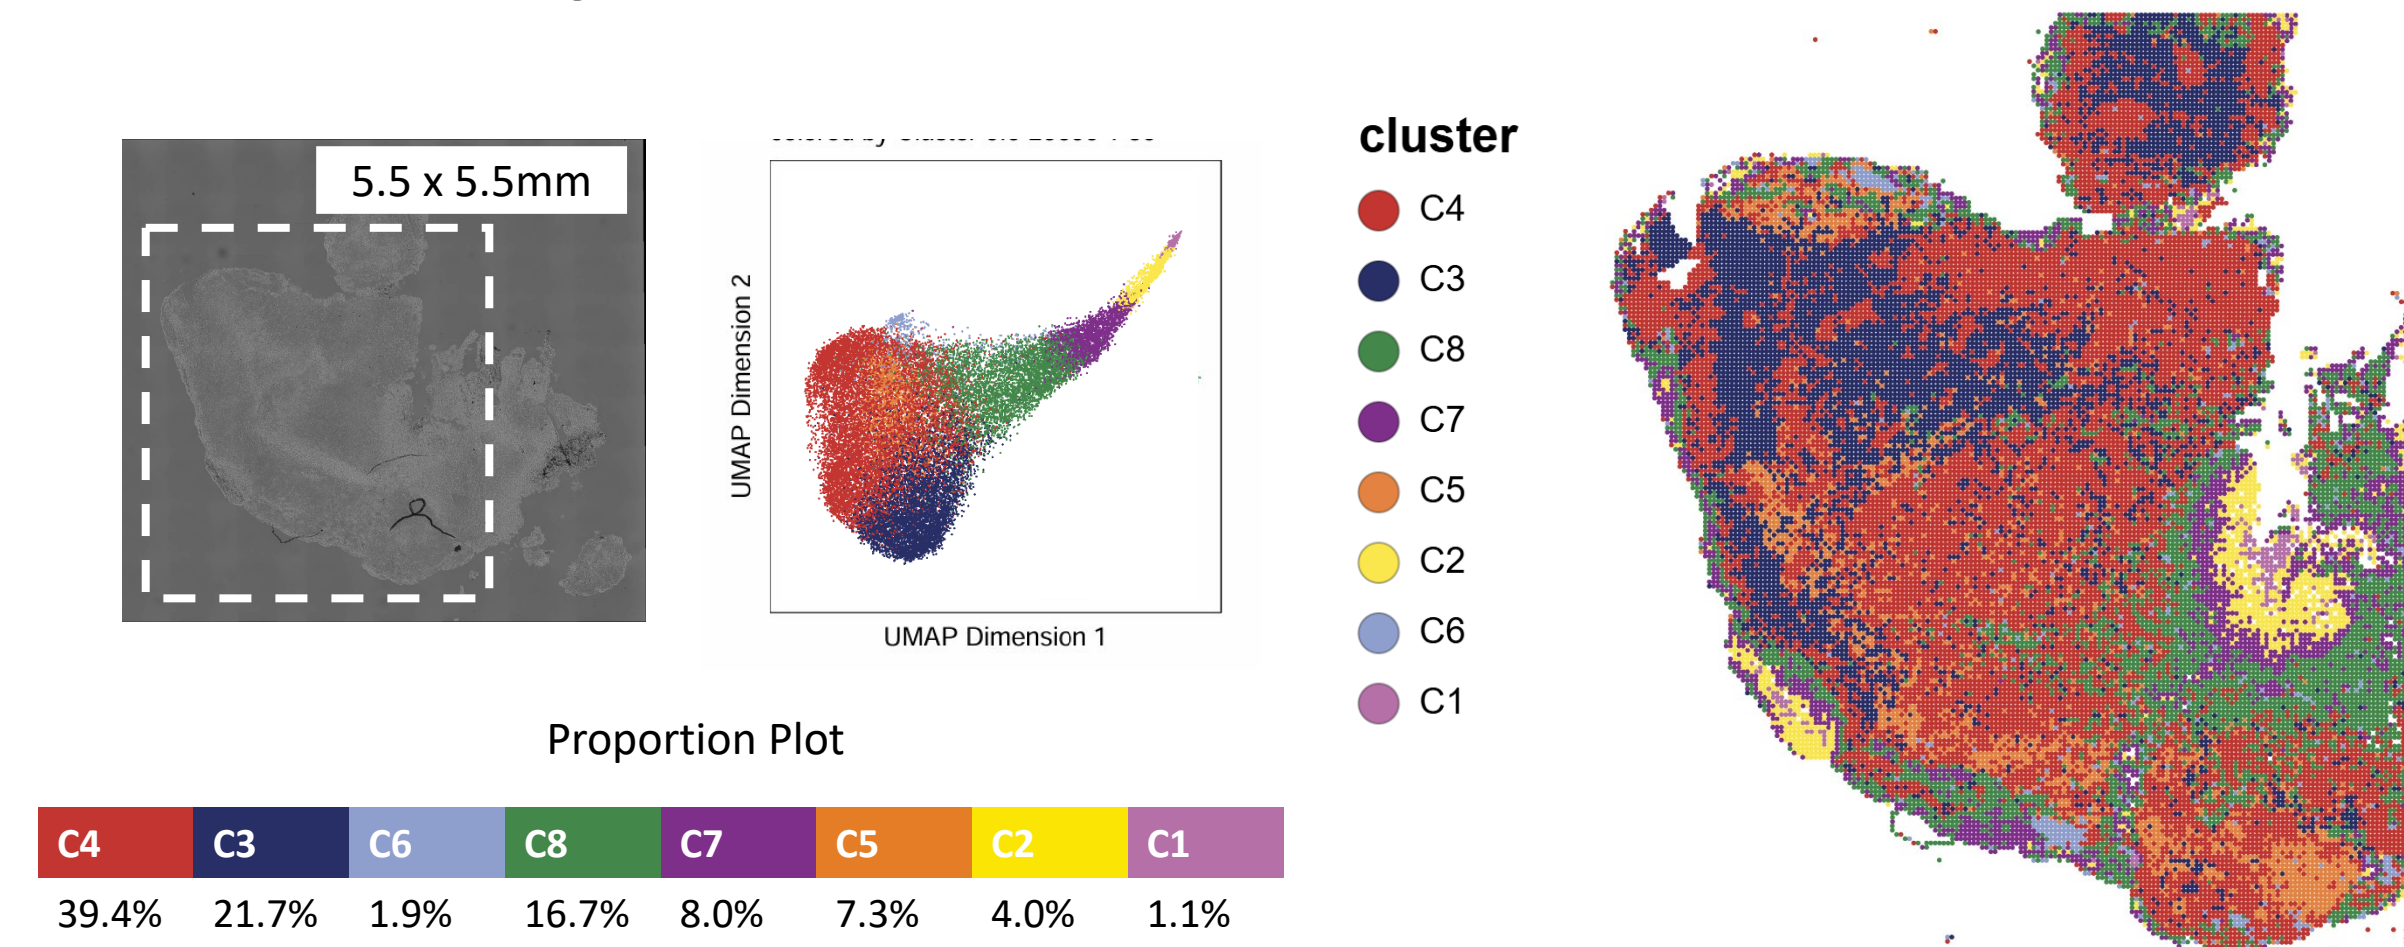 5.5 x 5.5mm
UMAP Dimension 2
UMAP Dimension 1
cluster
C4
C3
C8
C7
C5
C2
C6
C1
Proportion Plot
C4 C3 C6 C8 C7 C5 C2 C1
39.4% 21.7% 1.9% 16.7% 8.0% 7.3% 4.0% 1.1%